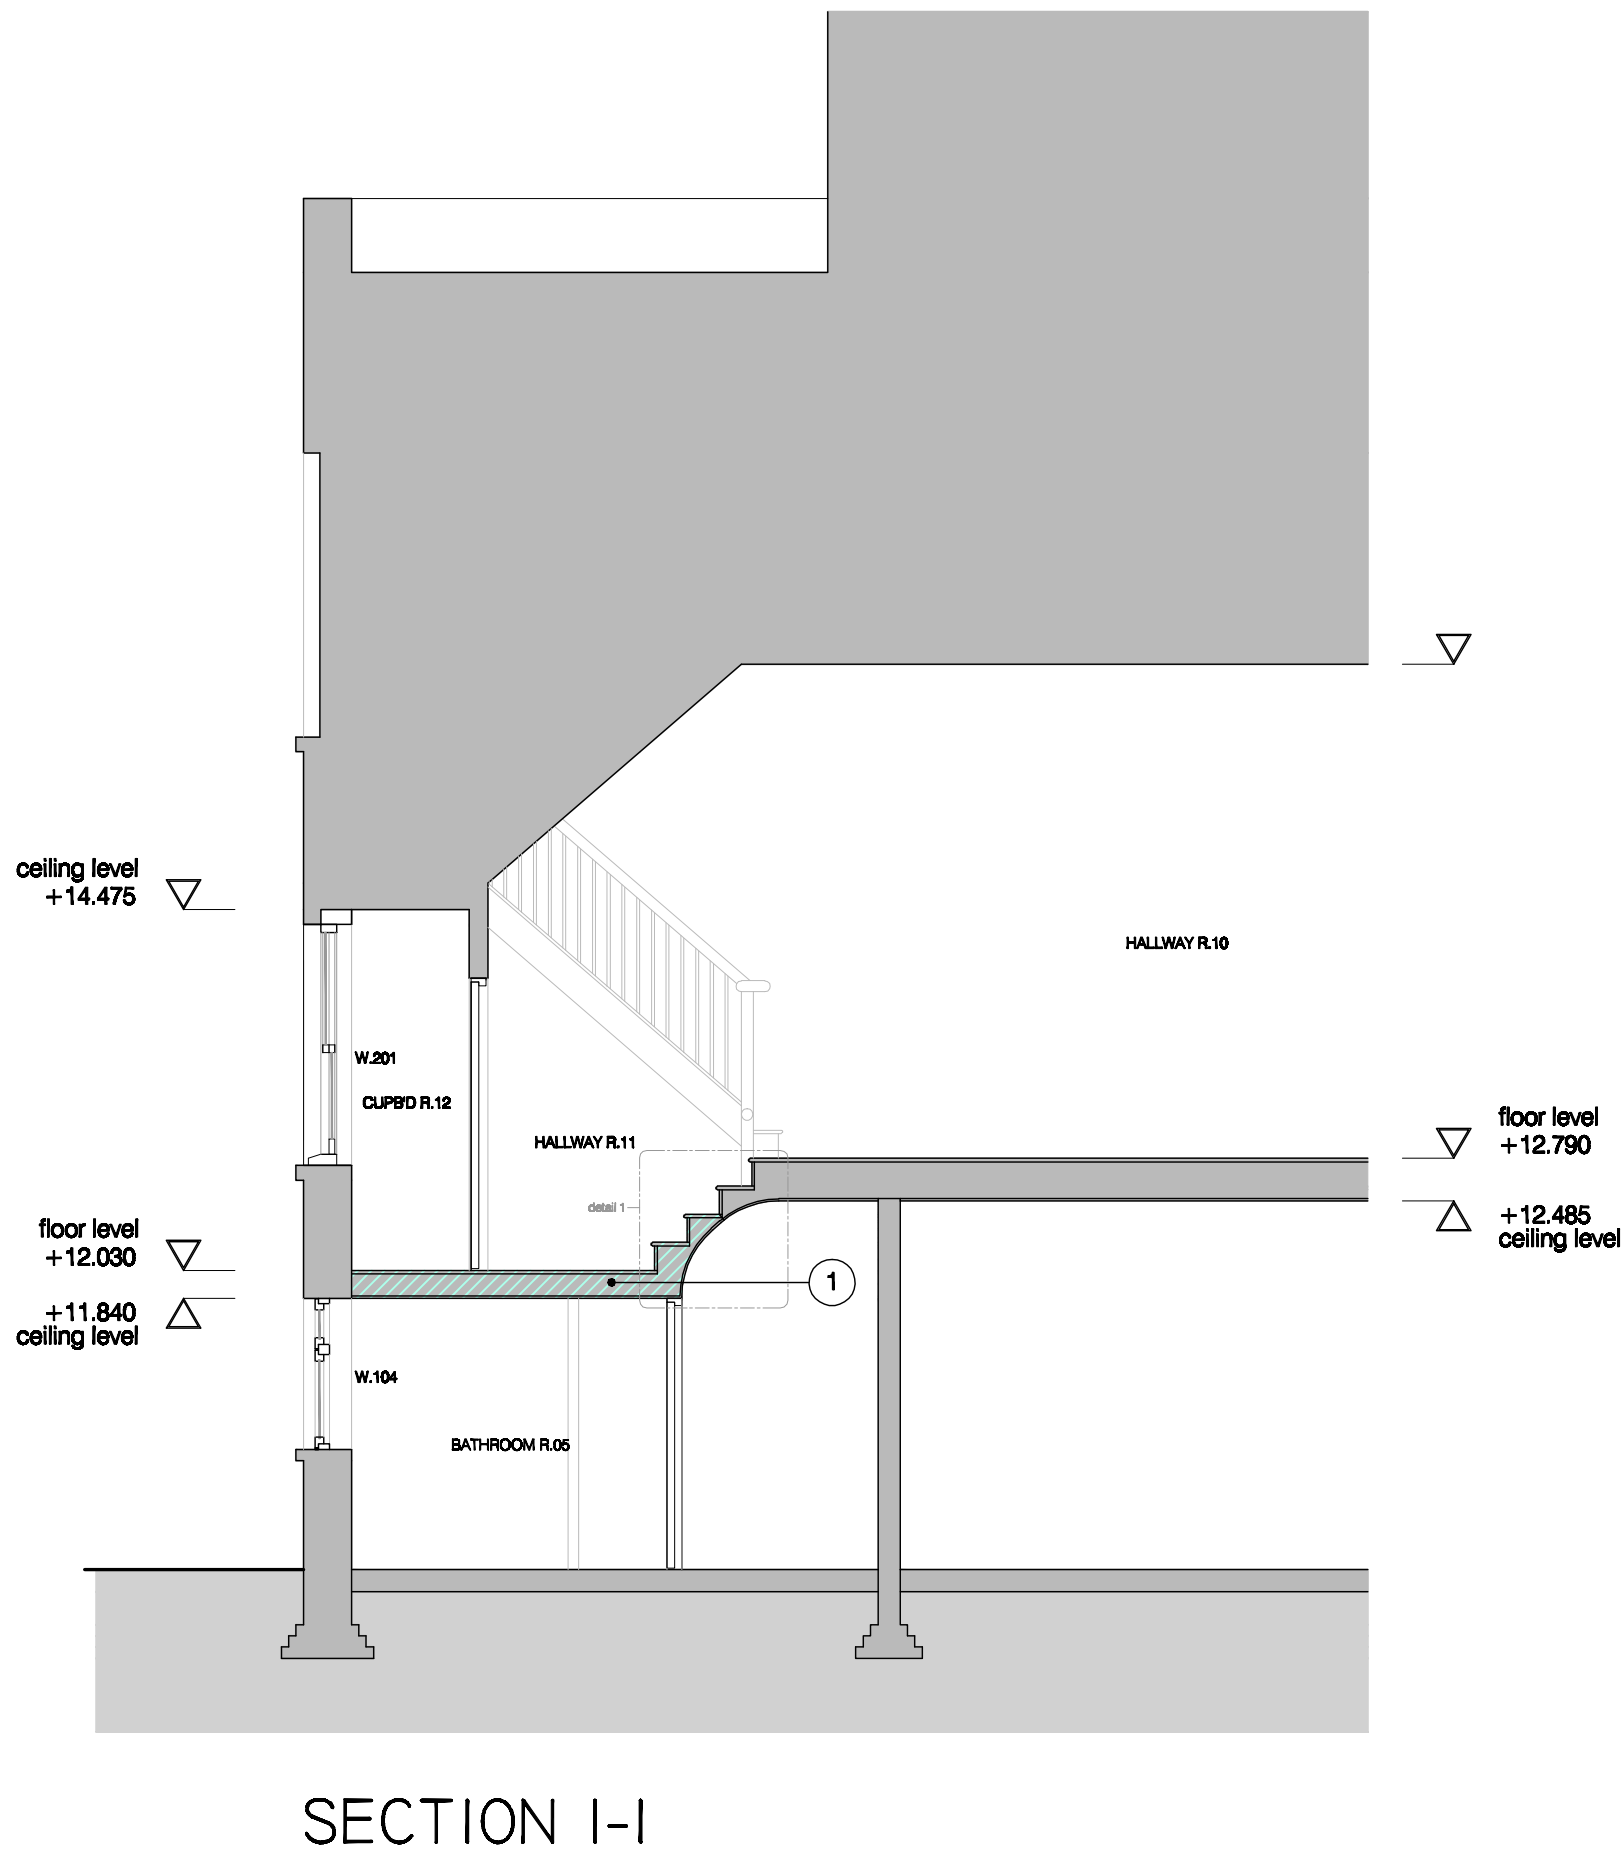 ceiling level
+14.475
HALLWAY R.10
W.201
CUPB'D R.12
HALLWAY R.11
floor level
+12.790
detail 1
+12.485
ceiling level
floor level
+12.030
1
+11.840
ceiling level
W.104
BATHROOM R.05
SECTION I-I